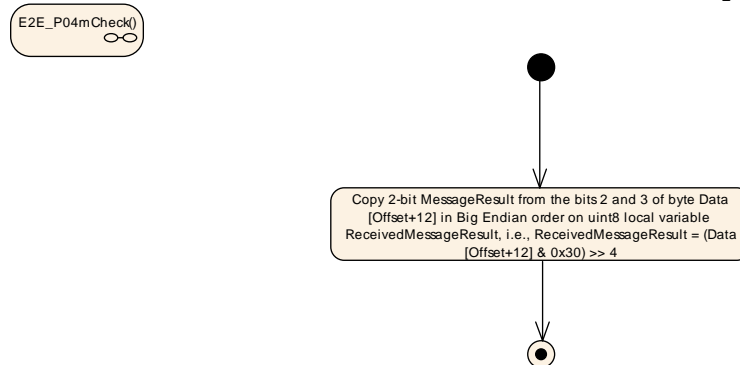 E2E_P04mCheck()
Copy 2-bit MessageResult from the bits 2 and 3 of byte Data
[Offset+12] in Big Endian order on uint8 local variable
ReceivedMessageResult, i.e., ReceivedMessageResult = (Data
[Offset+12] & 0x30) >> 4